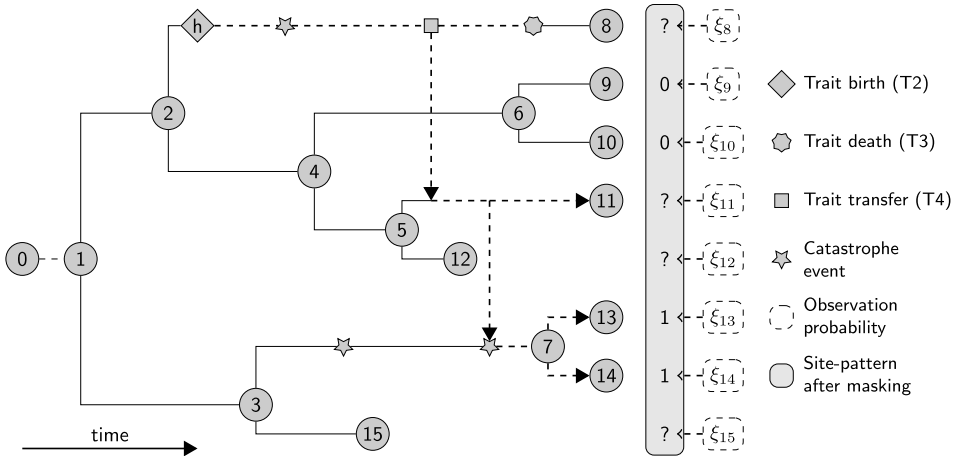 h
8
?
ξ8
9
0
ξ9
Trait birth (T2)
2
6
10
0
ξ10
Trait death (T3)
4
11
?
ξ11
Trait transfer (T4)
5
0
1
12
?
ξ12
Catastrophe
event
13
1
ξ13
Observation
probability
7
14
1
ξ14
Site-pattern
after masking
3
15
?
ξ15
time